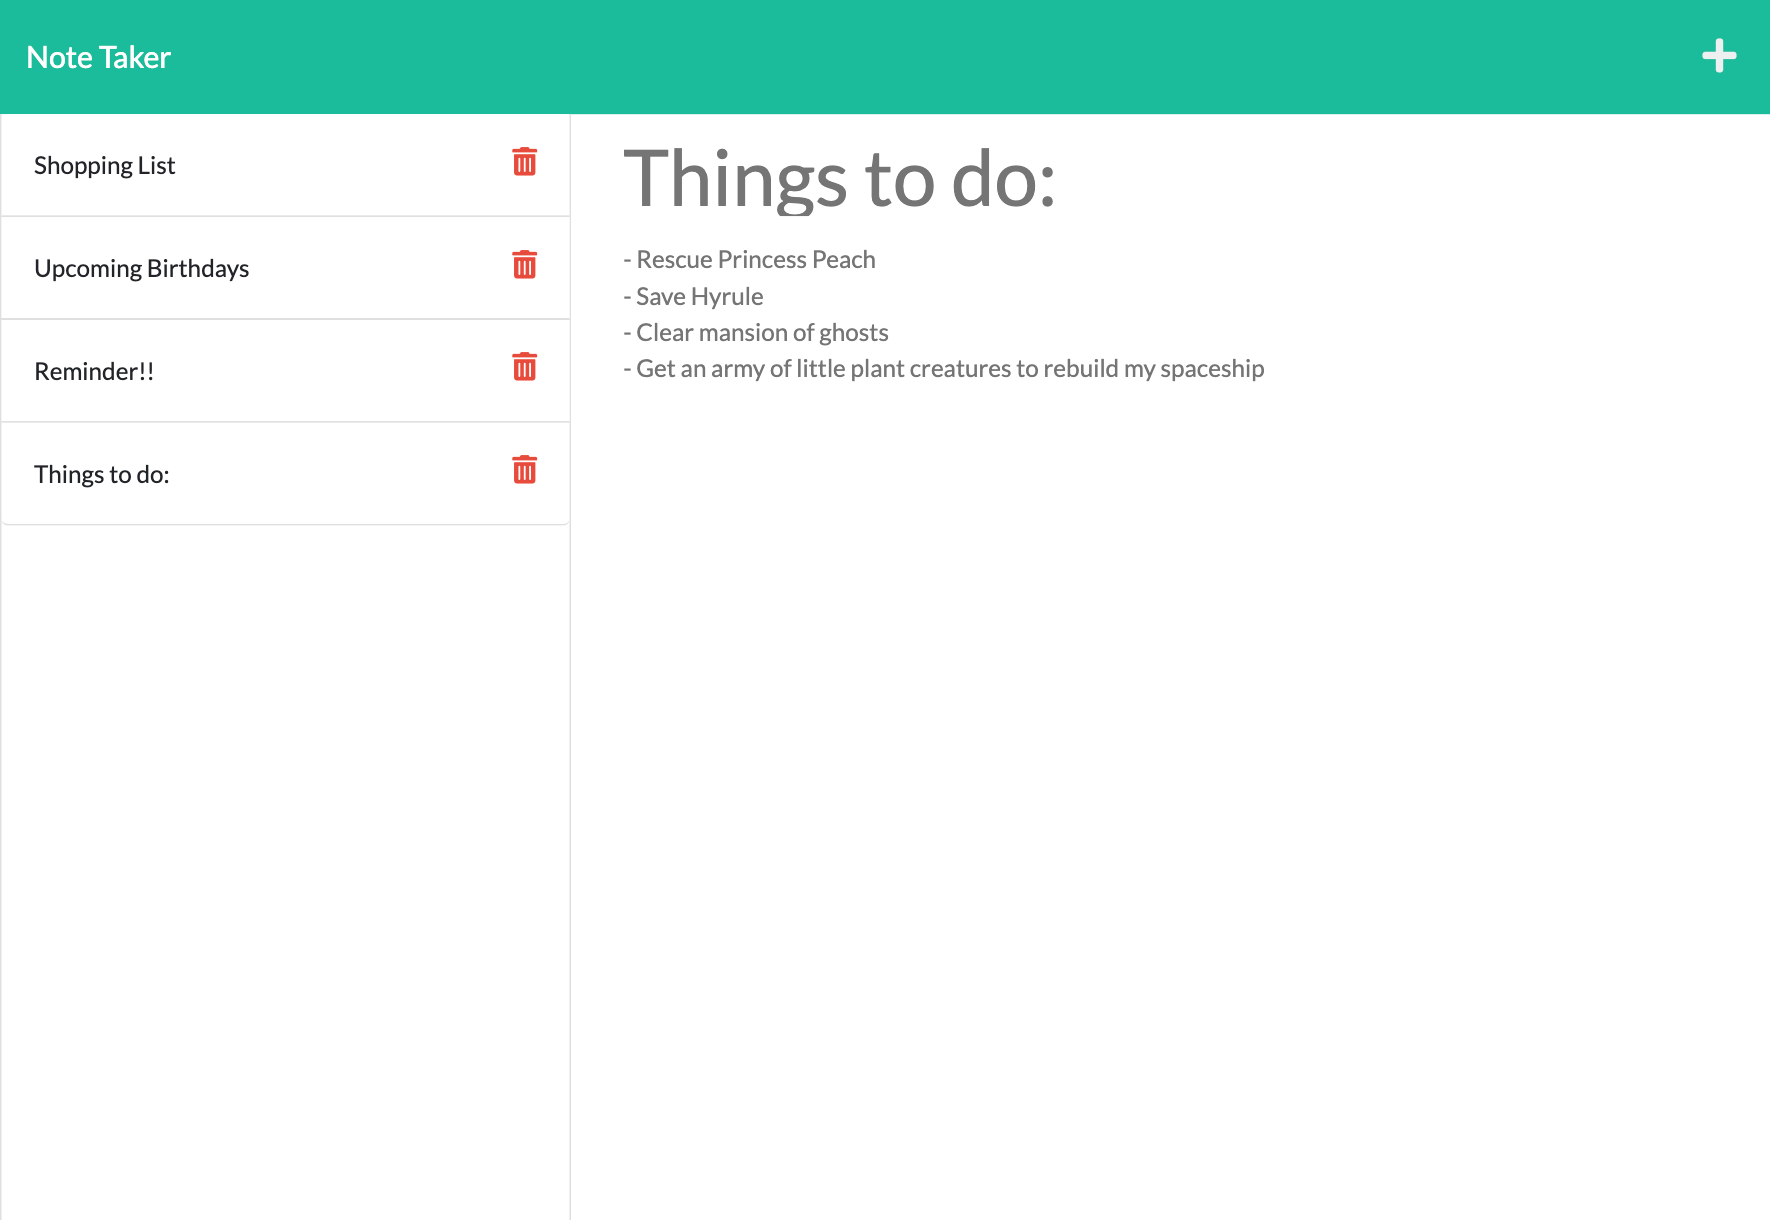 Note Taker
Shopping List
Upcoming Birthdays
Reminder!!
Things to do:
Things to do:
- Rescue Princess Peach
- Save Hyrule
- Clear mansion of ghosts
- Get an army of little plant creatures to rebuild my spaceship